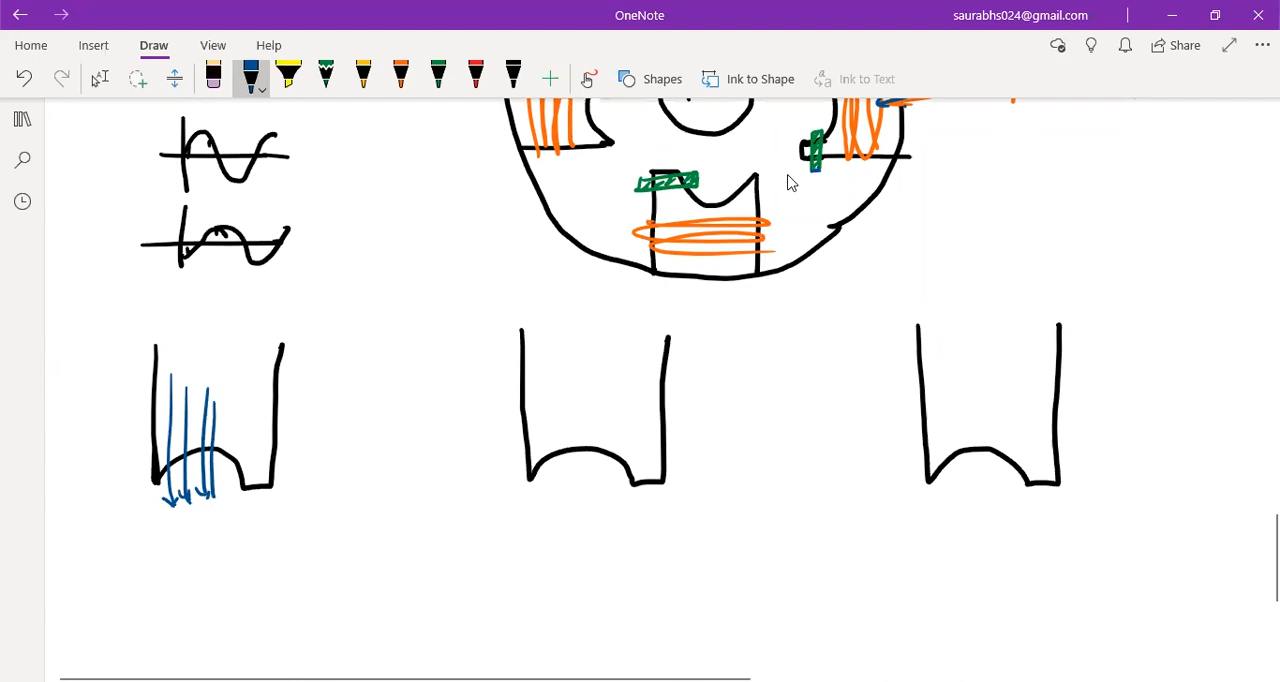 OneNote
saurabhs024@gmail.com
Home
Insert
Draw
View
Help
Share
Shapes
Ink to Shape
Ink to Text